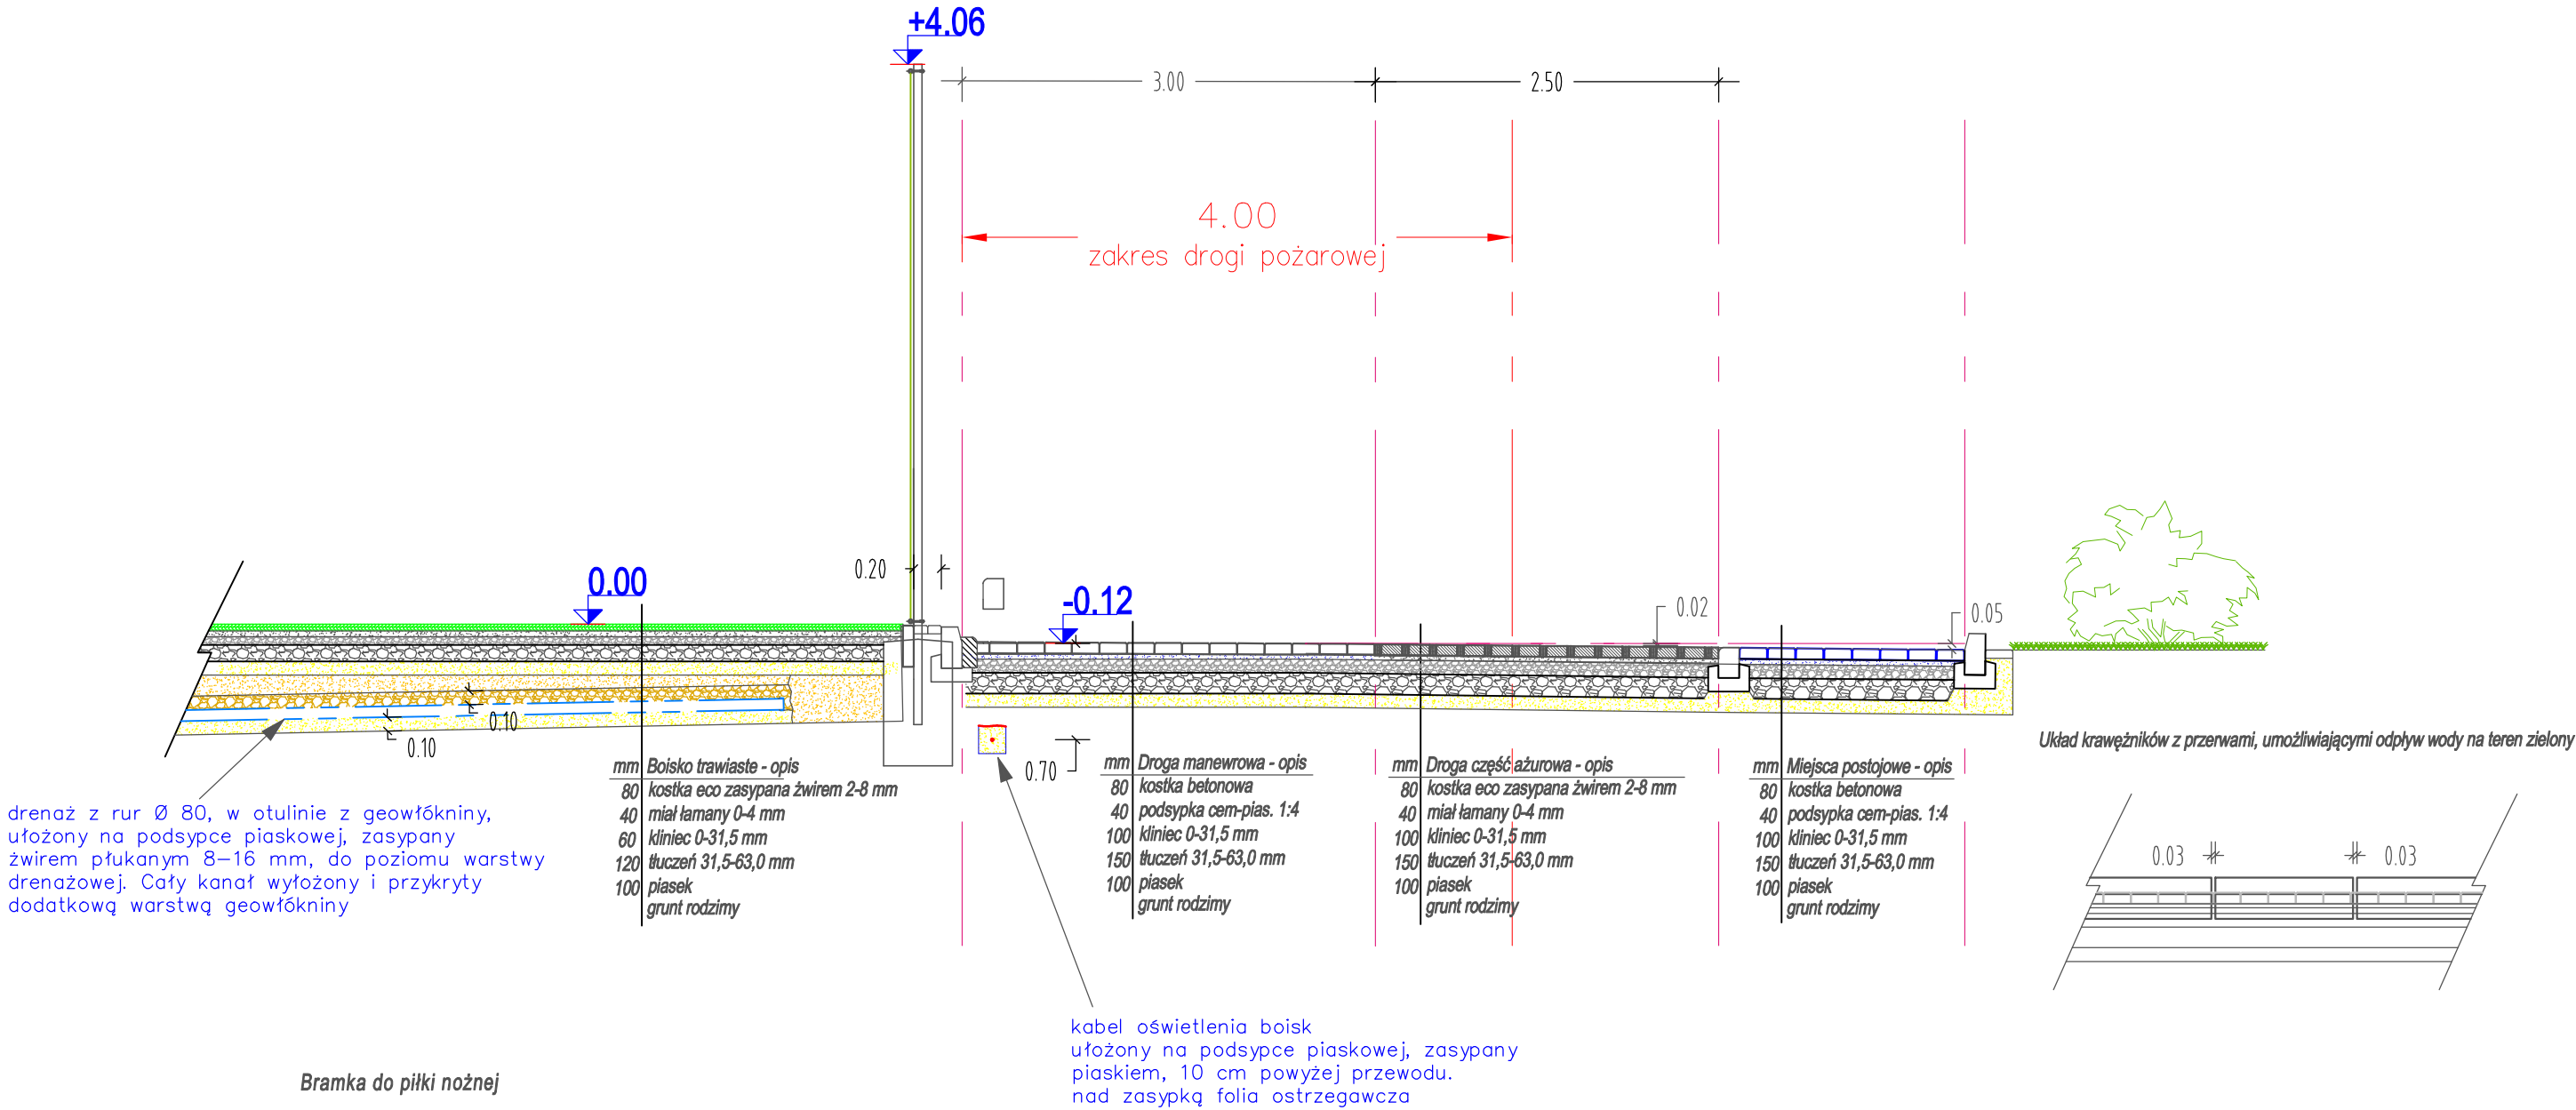 +4.06
3.00
2.50
4.00
zakres drogi pożarowej
0.20
0.00
-0.12
0.02
0.05
0.10
0.10
0.70
mm Boisko trawiaste - opis
80 kostka eco zasypana żwirem 2-8 mm
40 miał łamany 0-4 mm
60 kliniec 0-31,5 mm
120 tłuczeń 31,5-63,0 mm
100 piasek
grunt rodzimy
mm Droga manewrowa - opis
80 kostka betonowa
40 podsypka cem-pias. 1:4
100 kliniec 0-31,5 mm
150 tłuczeń 31,5-63,0 mm
100 piasek
grunt rodzimy
mm Droga część ażurowa - opis
80 kostka eco zasypana żwirem 2-8 mm
40 miał łamany 0-4 mm
100 kliniec 0-31,5 mm
150 tłuczeń 31,5-63,0 mm
100 piasek
grunt rodzimy
mm Miejsca postojowe - opis
80 kostka betonowa
40 podsypka cem-pias. 1:4
100 kliniec 0-31,5 mm
150 tłuczeń 31,5-63,0 mm
100 piasek
grunt rodzimy
Układ krawężników z przerwami, umożliwiającymi odpływ wody na teren zielony
0.03
0.03
drenaż z rur Ø 80, w otulinie z geowłókniny,
ułożony na podsypce piaskowej, zasypany
żwirem płukanym 8-16 mm, do poziomu warstwy
drenażowej. Cały kanał wyłożony i przykryty
dodatkową warstwą geowłókniny
kabel oświetlenia boisk
ułożony na podsypce piaskowej, zasypany
piaskiem, 10 cm powyżej przewodu.
nad zasypką folia ostrzegawcza
Bramka do piłki nożnej